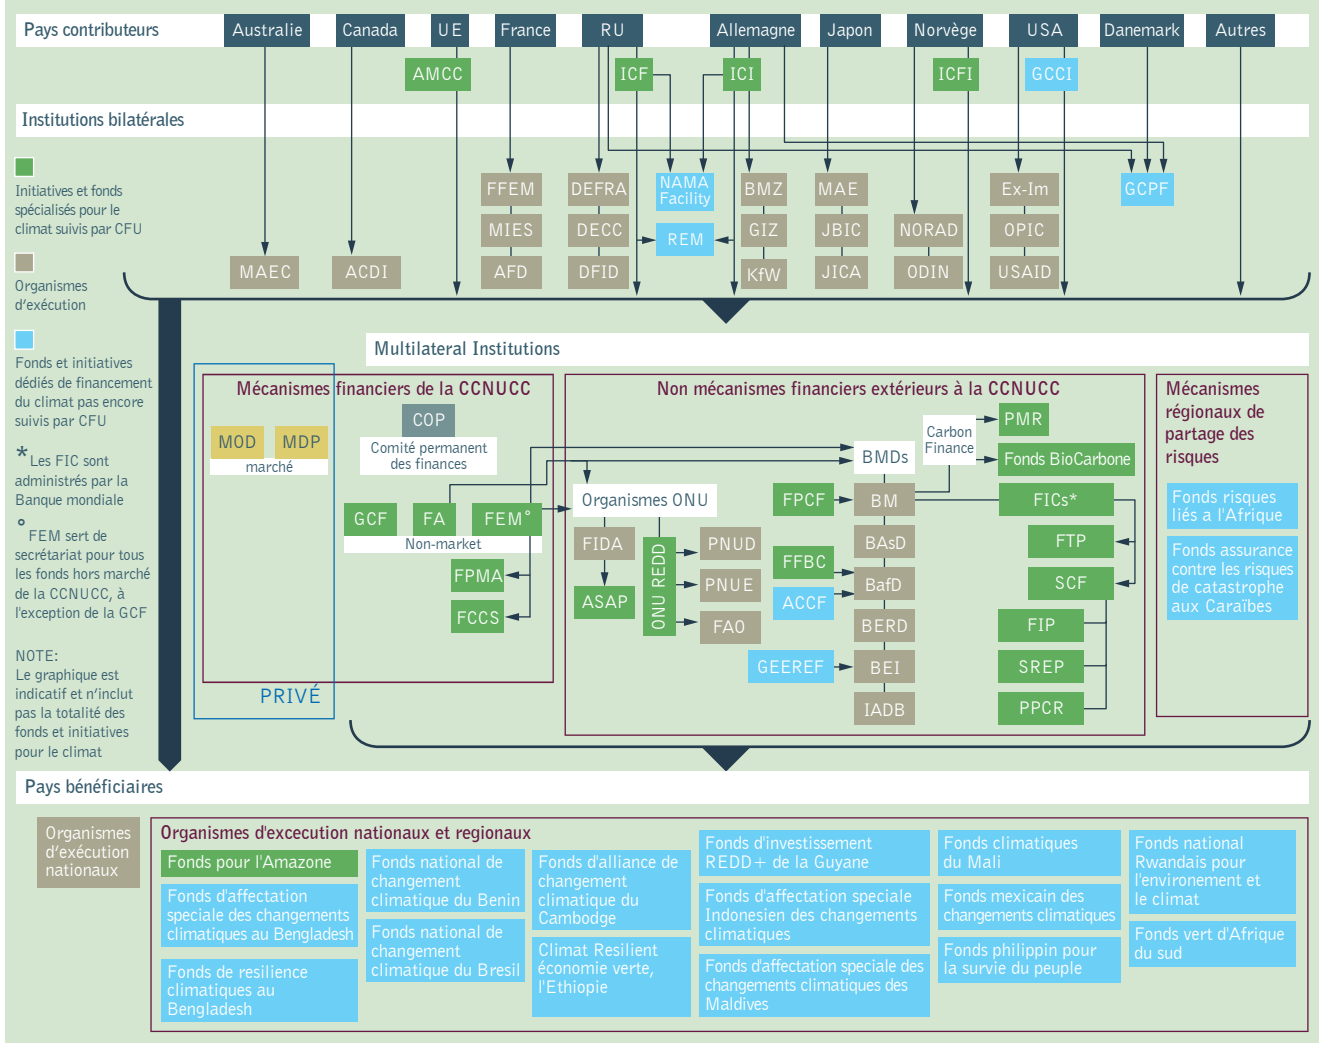 Pays contributeurs
Australie
Canada
UE
France
RU
Allemagne
Japon
Norvège
USA
Danemark
Autres
AMCC
ICF
ICI
ICFI
GCCI
Institutions bilatérales
Initiatives et fonds
spécialisés pour le
climat suivis par CFU
Organismes
d’exécution
Fonds et initiatives
dédiés de financement
du climat pas encore
suivis par CFU
*Les FIC sont
administrés par la
Banque mondiale
°FEM sert de
secrétariat pour tous
les fonds hors marché
de la CCNUCC, à
l'exception de la GCF
NOTE:
Le graphique est
indicatif et n’inclut
pas la totalité des
fonds et initiatives
pour le climat
FFEM
DEFRA
NAMA
Facility
BMZ
MAE
Ex-Im
GCPF
MIES
DECC
REM
GIZ
JBIC
NORAD
OPIC
MAEC
ACDI
AFD
DFID
KfW
JICA
ODIN
USAID
Multilateral Institutions
Mécanismes financiers de la CCNUCC
MOD
MDP
marché
COP
Comité permanent
des finances
GCF
FA
FEM°
Non-market
FPMA
FCCS
PRIVÉ
Non mécanismes financiers extérieurs à la CCNUCC
Organismes ONU
FIDA
ASAP
ONU REDD
PNUD
PNUE
FAO
BMDs
Carbon
Finance
PMR
Fonds BioCarbone
FPCF
BM
FICs*
BAsD
FTP
FFBC
BafD
SCF
ACCF
BERD
FIP
GEEREF
BEI
SREP
IADB
PPCR
Mécanismes
régionaux de
partage des
risques
Fonds risques
liés a l'Afrique
Fonds assurance
contre les risques
de catastrophe
aux Caraïbes
Pays bénéficiaires
Organismes
d’exécution
nationaux
Organismes d'excecution nationaux et regionaux
Fonds pour l'Amazone
Fonds d'affectation
speciale des changements
climatiques au Bengladesh
Fonds de resilience
climatiques au
Bengladesh
Fonds national de
changement
climatique du Benin
Fonds national de
changement
climatique du Bresil
Fonds d'alliance de
changement
climatique du
Cambodge
Climat Resilient
économie verte,
l'Ethiopie
Fonds d'investissement
REDD+ de la Guyane
Fonds d'affectation speciale
Indonesien des changements
climatiques
Fonds d'affectation speciale des
changements climatiques des
Maldives
Fonds climatiques
du Mali
Fonds mexicain des
changements climatiques
Fonds philippin pour
la survie du peuple
Fonds national
Rwandais pour
l'environement et
le climat
Fonds vert d'Afrique
du sud